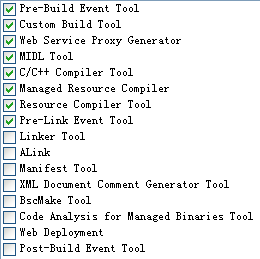 Pre-Build Event Tool
Custom Build Tool
Web Service Proxy Generator
MIDL Tool
C/C++ Compiler Tool
Managed Resource Compiler
Resource Compiler Tool
Pre-Link Event Tool
Linker Tool
ALink
Manifest Tool
XML Document Comment Generator Tool
BscMake Tool
Code Analysis for Managed Binaries Tool
Web Deployment
Post-Build Event Tool